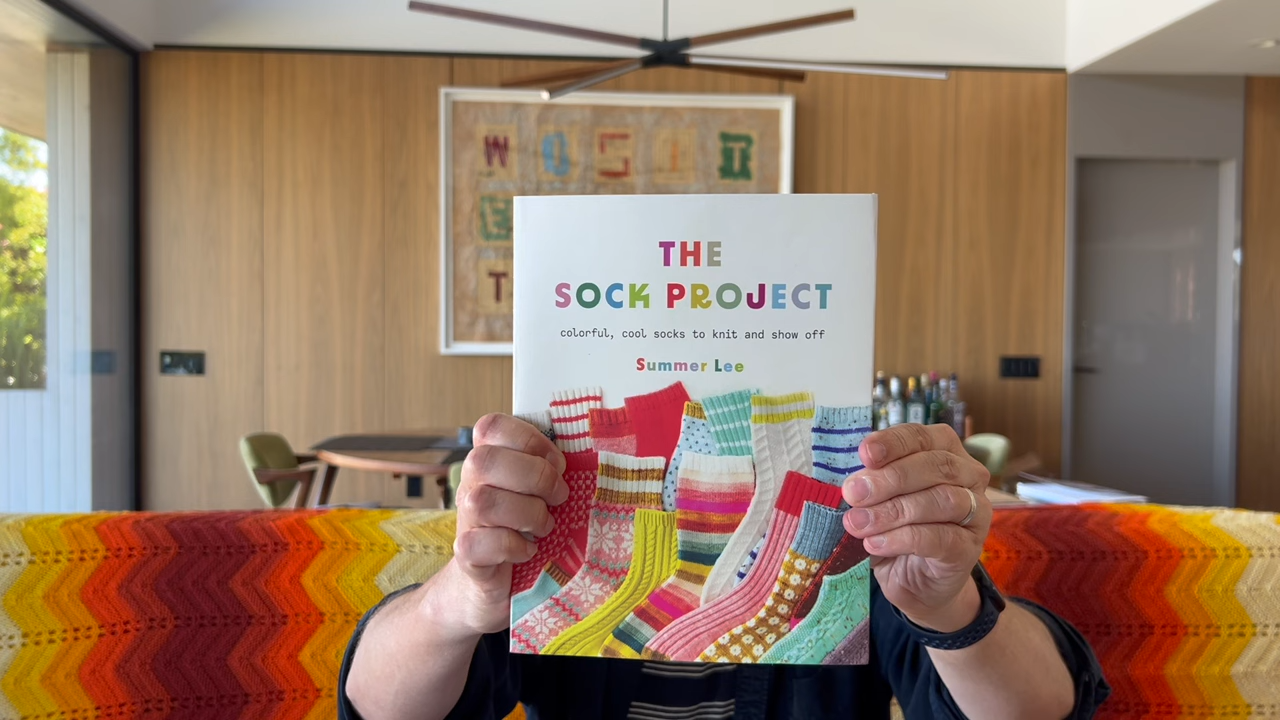 W O S I T
E
T
THE
SOCK PROJECT
colorful, cool socks to knit and show off
Summer Lee